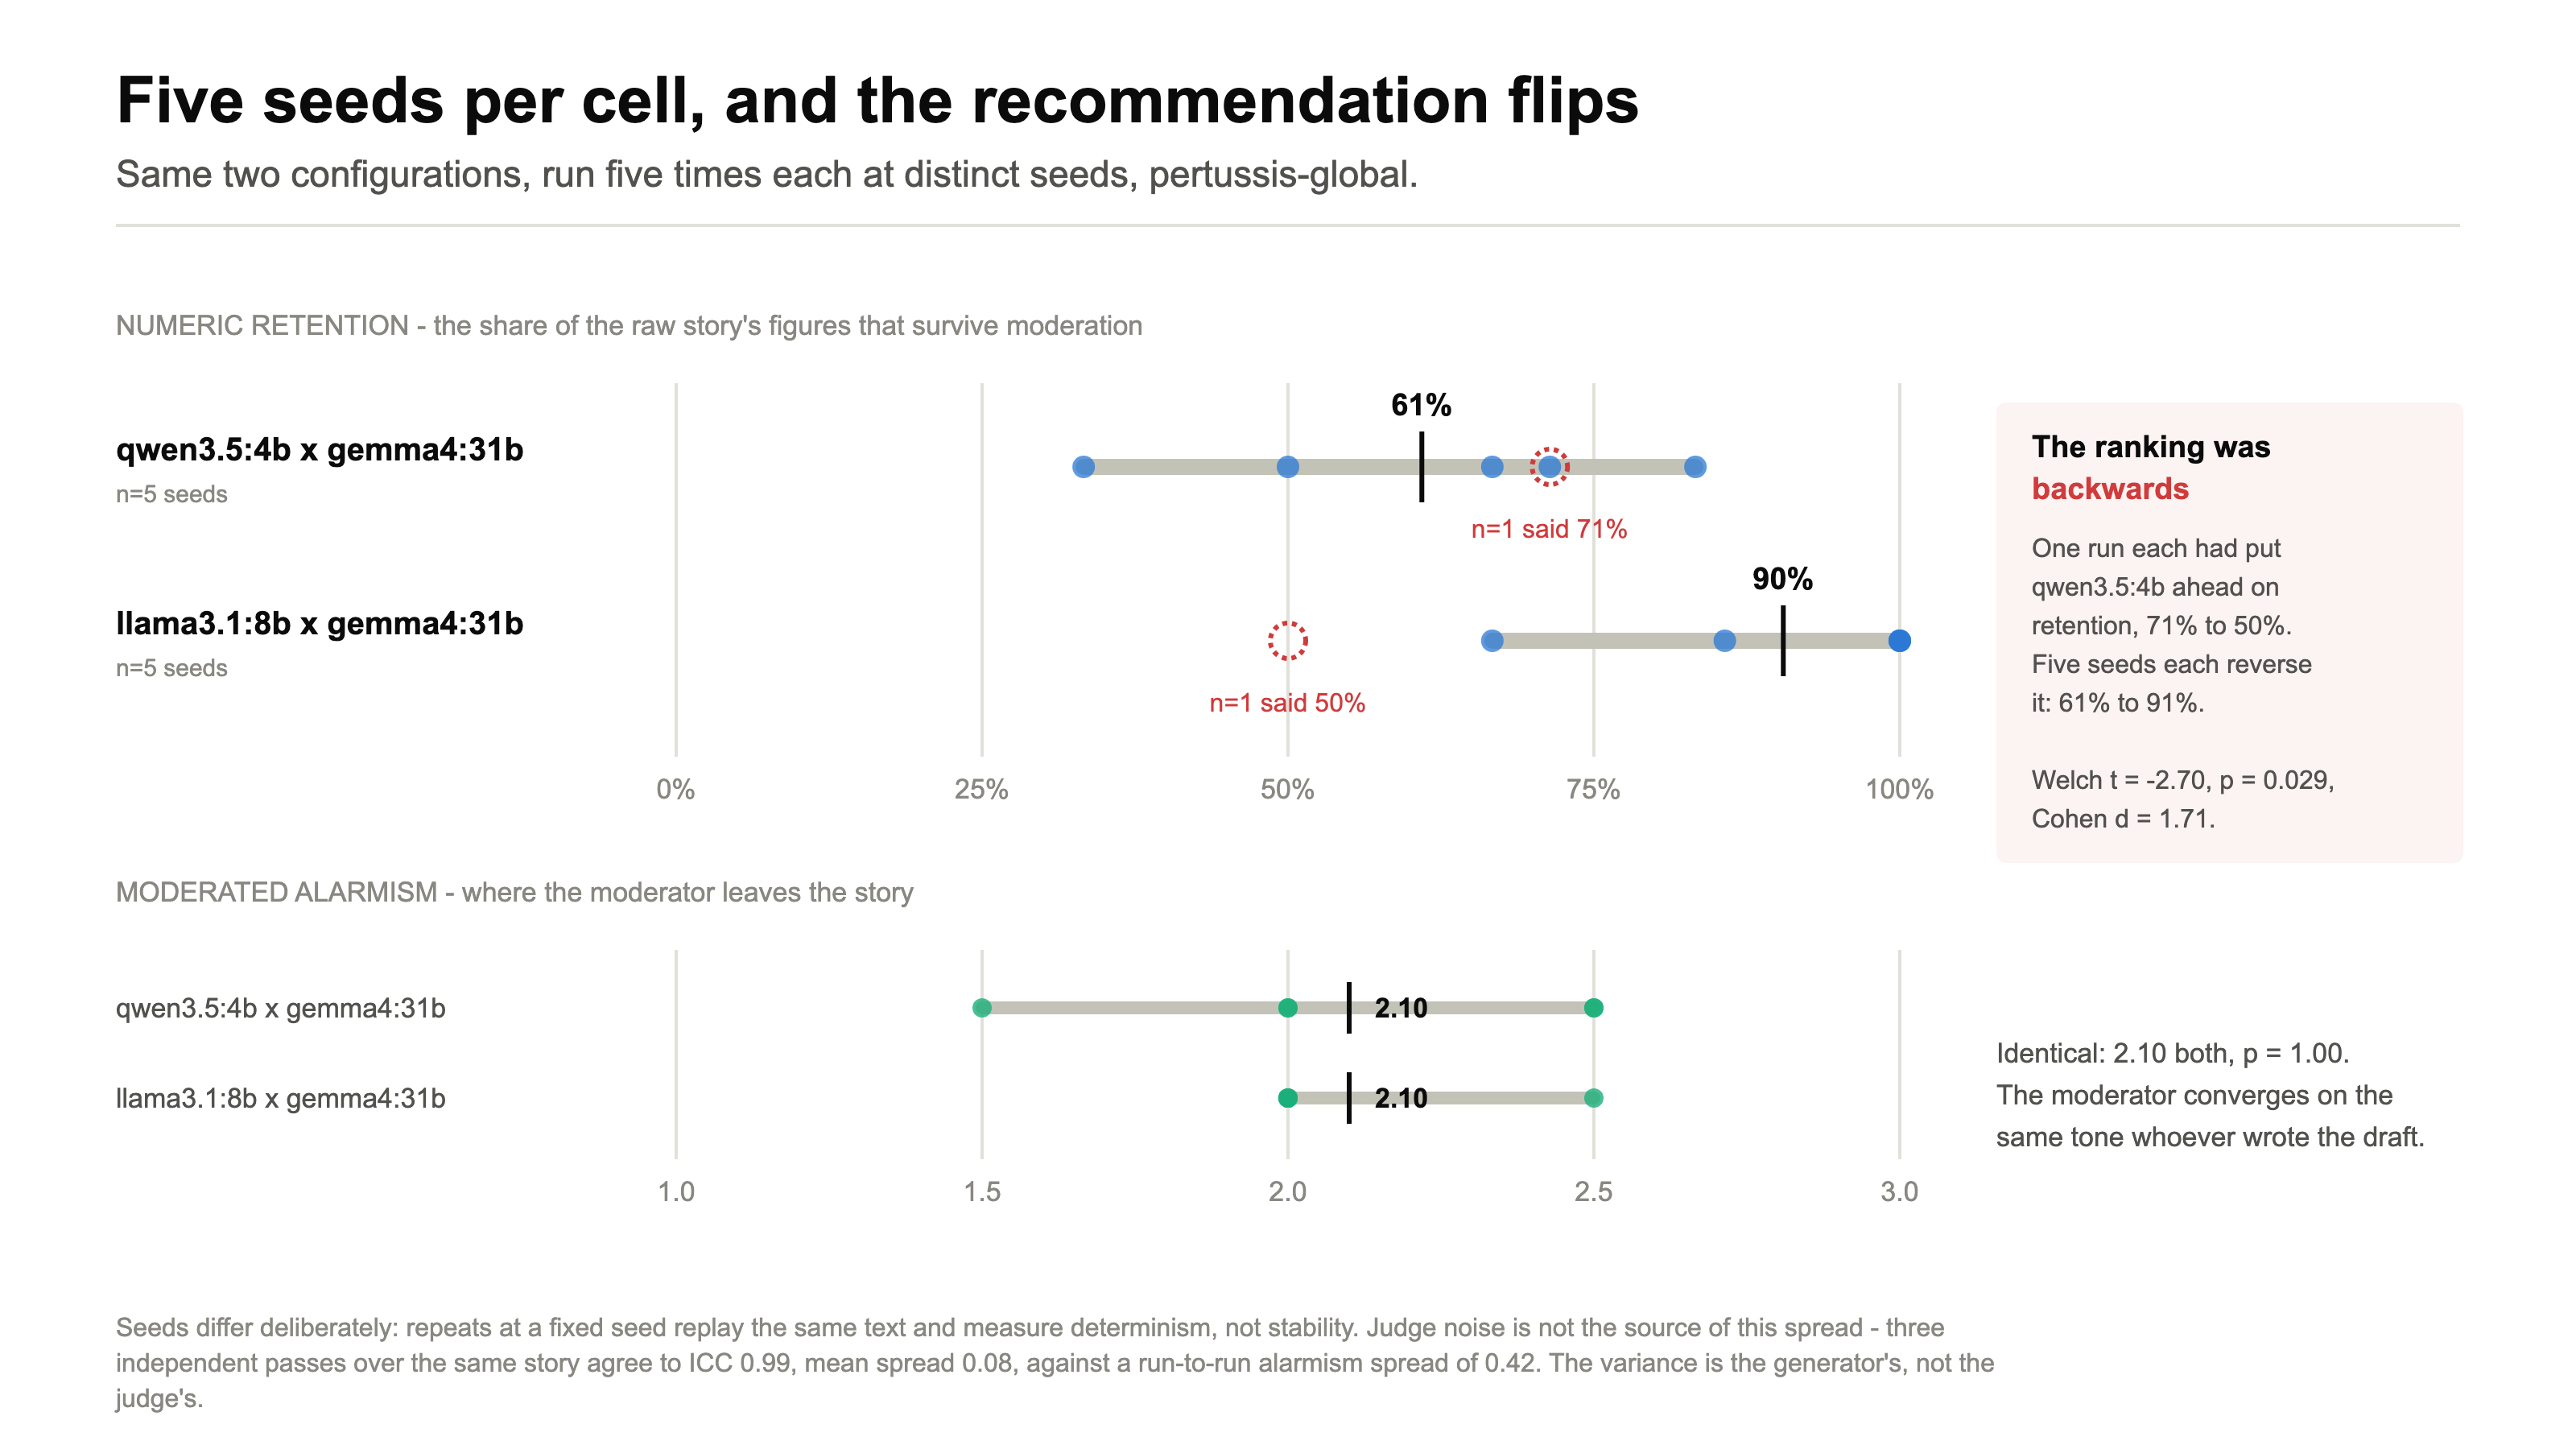 Five seeds per cell, and the recommendation flips
Same two configurations, run five times each at distinct seeds, pertussis-global.
NUMERIC RETENTION - the share of the raw story's figures that survive moderation
61%
qwen3.5:4b x gemma4:31b
n=5 seeds
n=1 said 71%
90%
llama3.1:8b x gemma4:31b
n=5 seeds
n=1 said 50%
0%
25%
50%
75%
100%
The ranking was
backwards
One run each had put
qwen3.5:4b ahead on
retention, 71% to 50%.
Five seeds each reverse
it: 61% to 91%.
Welch t = -2.70, p = 0.029,
Cohen d = 1.71.
MODERATED ALARMISM - where the moderator leaves the story
qwen3.5:4b x gemma4:31b
2.10
llama3.1:8b x gemma4:31b
2.10
1.0
1.5
2.0
2.5
3.0
Identical: 2.10 both, p = 1.00.
The moderator converges on the
same tone whoever wrote the draft.
Seeds differ deliberately: repeats at a fixed seed replay the same text and measure determinism, not stability. Judge noise is not the source of this spread - three
independent passes over the same story agree to ICC 0.99, mean spread 0.08, against a run-to-run alarmism spread of 0.42. The variance is the generator's, not the
judge's.